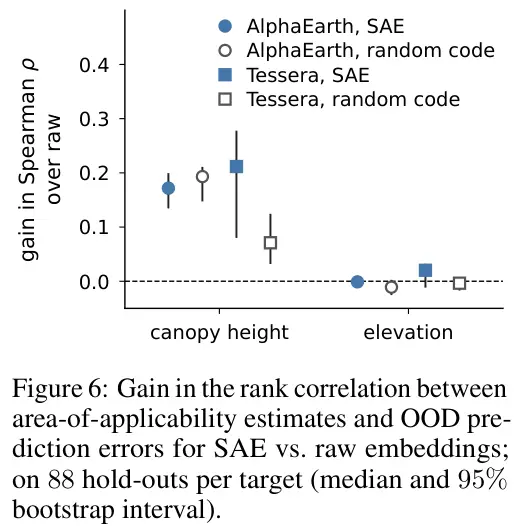 AlphaEarth, SAE
AlphaEarth, random code
Tessera, SAE
Tessera, random code
gain in Spearman ρ
over raw
0.4
0.3
0.2
0.1
0.0
canopy height
elevation
Figure 6: Gain in the rank correlation between
area-of-applicability estimates and OOD pre-
diction errors for SAE vs. raw embeddings;
on 88 hold-outs per target (median and 95%
bootstrap interval).